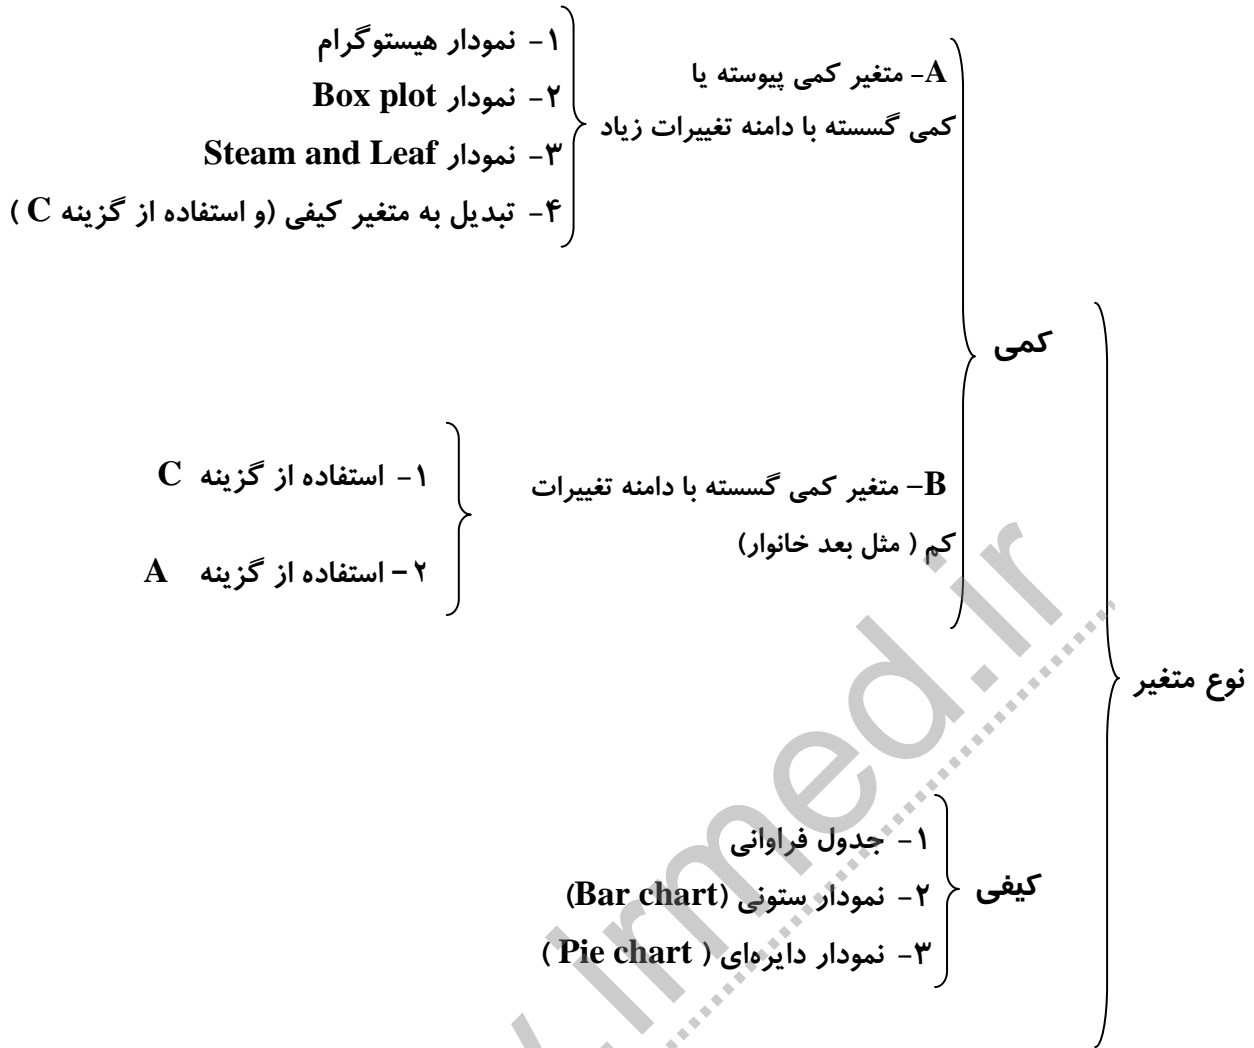 نوع متغیر
کمی
A- متغیر کمی پیوسته یا
کمی گسسته با دامنه تغییرات زیاد
۱- نمودار هیستوگرام
۲- نمودار Box plot
۳- نمودار Steam and Leaf
۴- تبدیل به متغیر کیفی (و استفاده از گزینه C )
B- متغیر کمی گسسته با دامنه تغییرات
کم ( مثل بعد خانوار)
۱- استفاده از گزینه C
۲- استفاده از گزینه A
کیفی
۱- جدول فراوانی
۲- نمودار ستونی (Bar chart)
۳- نمودار دایره‌ای ( Pie chart )
.irmed.ir